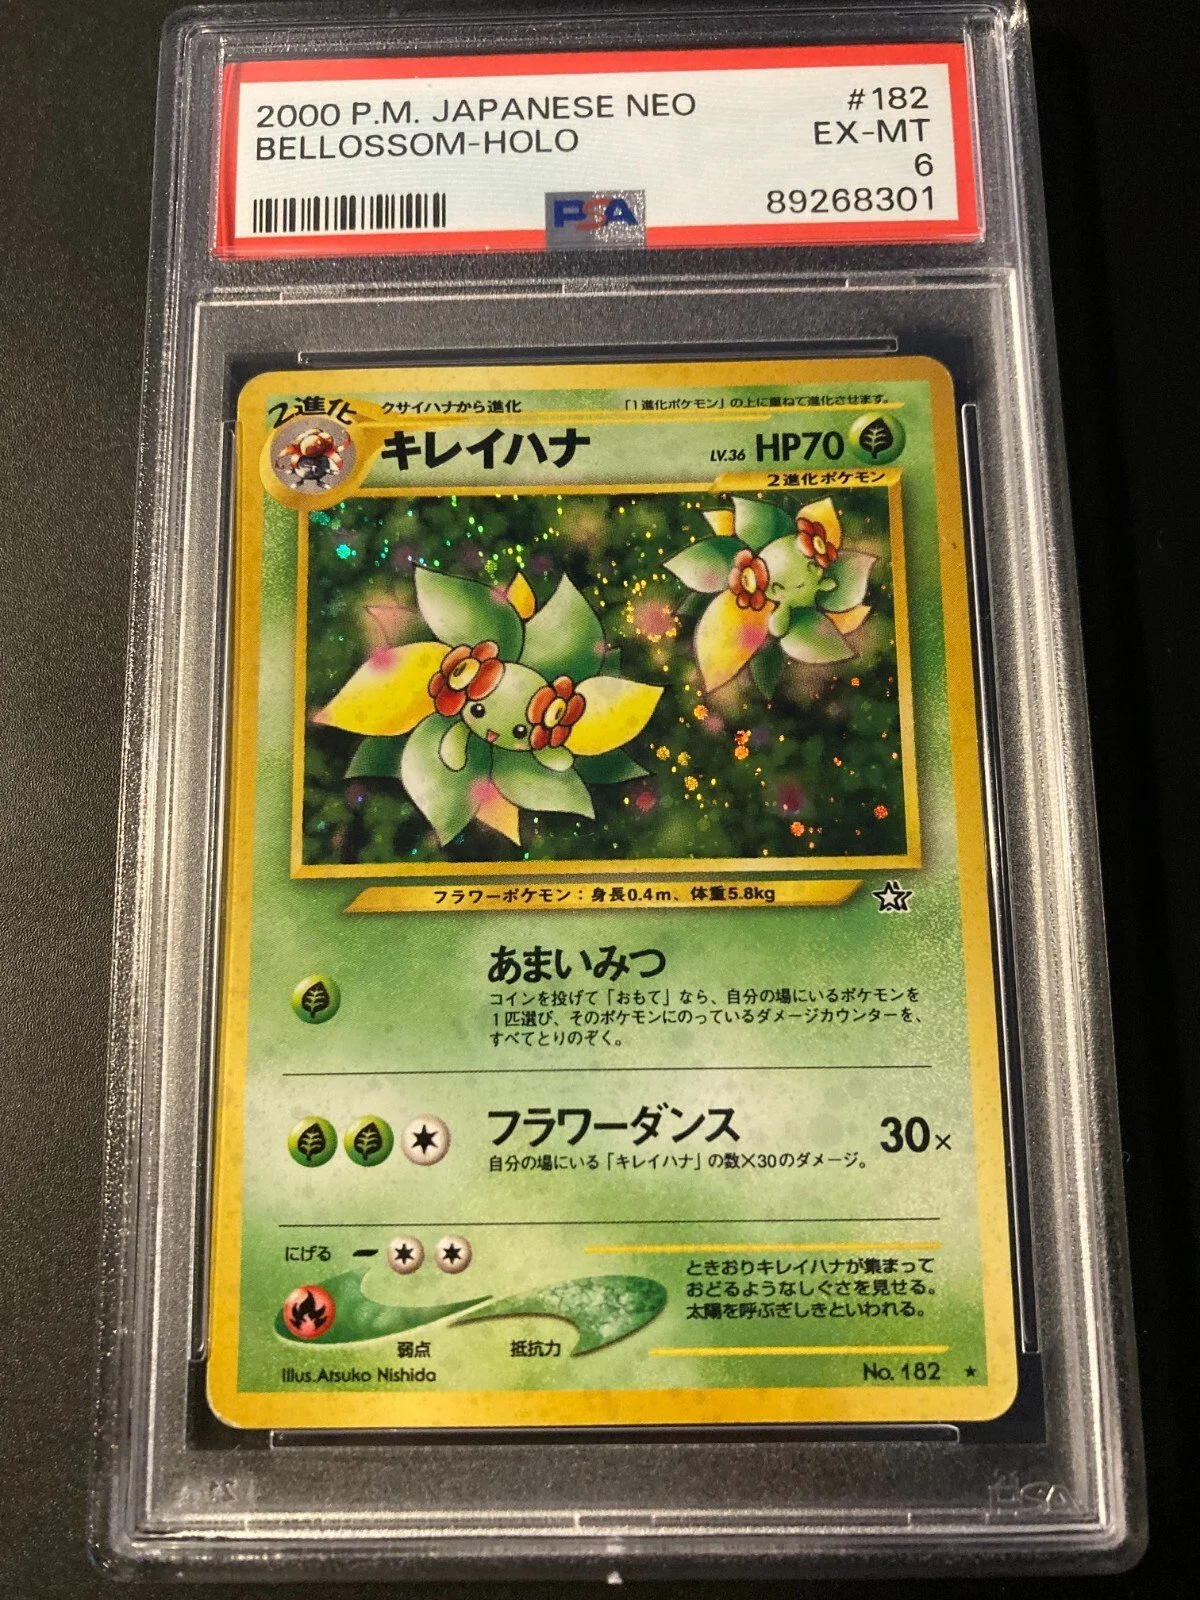 2000 P.M. JAPANESE NEO #182
BELLOSSOM-HOLO EX-MT
6
PSA 89268301
2進化 クサイハナから進化 「1進化ポケモン」の上に重ねて進化させます。
キレイハナ LV.36 HP70
2進化ポケモン
フラワーポケモン:身長0.4m、体重5.8kg
あまいみつ
コインを投げて「おもて」なら、自分の場にいるポケモンを
1匹選び、そのポケモンにのっているダメージカウンターを、
すべてとりのぞく。
フラワーダンス 30×
自分の場にいる「キレイハナ」の数×30のダメージ。
にげる
ときおりキレイハナが集まって
おどるようなしぐさを見せる。
太陽を呼ぶぎしきといわれる。
弱点 抵抗力
Illus.Atsuko Nishida No. 182 ★